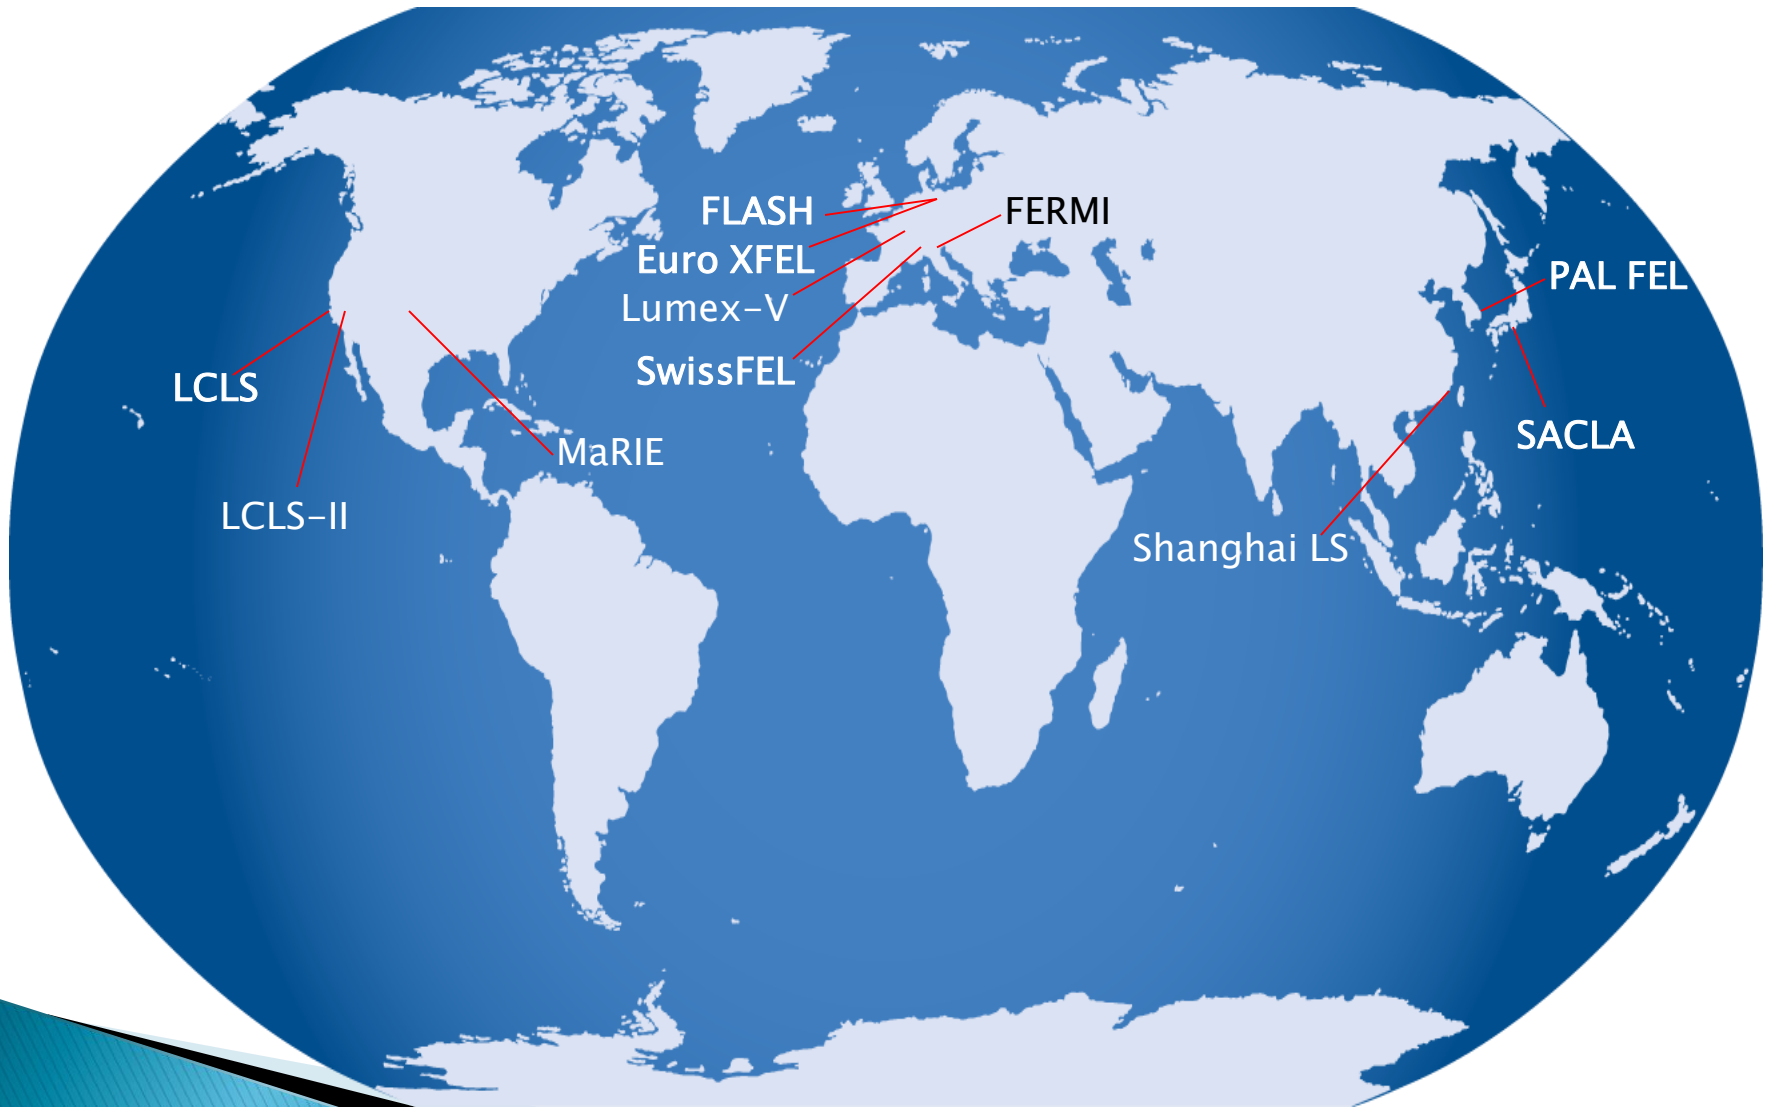 FLASH
FERMI
Euro XFEL
PAL FEL
Lumex-V
SwissFEL
LCLS
SACLA
MaRIE
LCLS-II
Shanghai LS